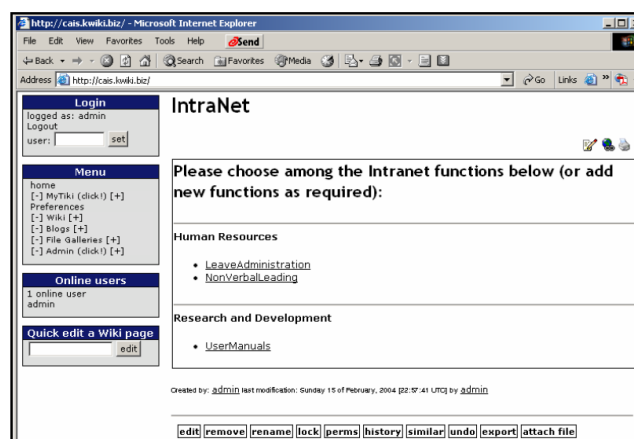 http://cais.kwiki.biz/ - Microsoft Internet Explorer
File Edit View Favorites Tools Help Send
Back Search Favorites Media
Address http://cais.kwiki.biz/ Go Links »
Login
logged as: admin
Logout
user: set
Menu
home
[-] MyTiki (click!) [+]
Preferences
[-] Wiki [+]
[-] Blogs [+]
[-] File Galleries [+]
[-] Admin (click!) [+]
Online users
1 online user
admin
Quick edit a Wiki page
edit
IntraNet
Please choose among the Intranet functions below (or add
new functions as required):
Human Resources
• LeaveAdministration
• NonVerbalLeading
Research and Development
• UserManuals
Created by: admin last modification: Sunday 15 of February, 2004 [22:57:41 UTC] by admin
edit remove rename lock perms history similar undo export attach file